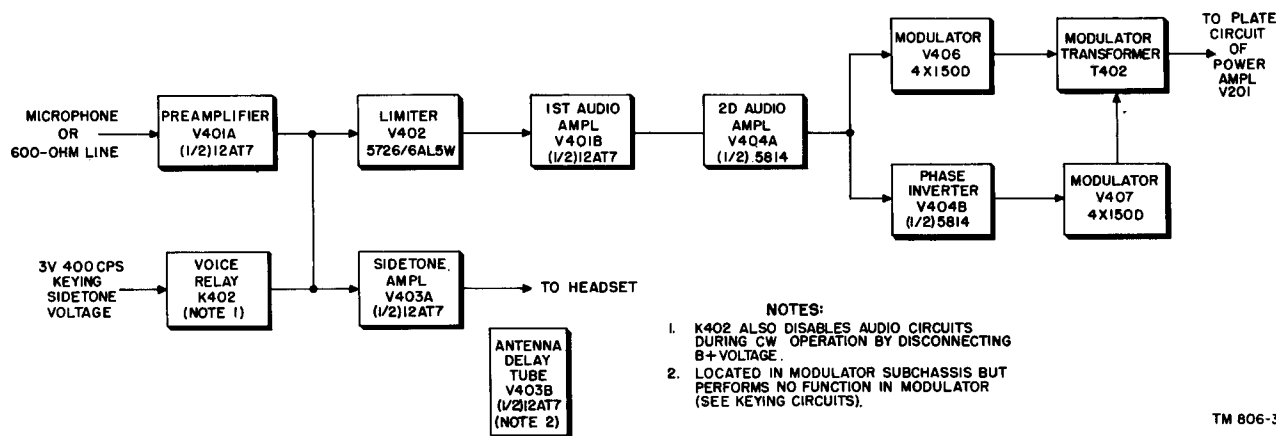 MICROPHONE
OR
600-OHM LINE
PREAMPLIFIER
V401A
(1/2)12AT7
LIMITER
V402
5726/6AL5W
1ST AUDIO
AMPL
V401B
(1/2)12AT7
2D AUDIO
AMPL
V404A
(1/2).5814
MODULATOR
V406
4X150D
MODULATOR
TRANSFORMER
T402
TO PLATE
CIRCUIT
OF
POWER
AMPL
V201
PHASE
INVERTER
V404B
(1/2)5814
MODULATOR
V407
4X150D
3V 400CPS
KEYING
SIDETONE
VOLTAGE
VOICE
RELAY
K402
(NOTE 1)
SIDETONE.
AMPL
V403A
(1/2)12AT7
TO HEADSET
ANTENNA
DELAY
TUBE
V403B
(1/2)12AT7
(NOTE 2)
NOTES:
1. K402 ALSO DISABLES AUDIO CIRCUITS
DURING CW OPERATION BY DISCONNECTING
B+VOLTAGE.
2. LOCATED IN MODULATOR SUBCHASSIS BUT
PERFORMS NO FUNCTION IN MODULATOR
(SEE KEYING CIRCUITS).
TM 806-3